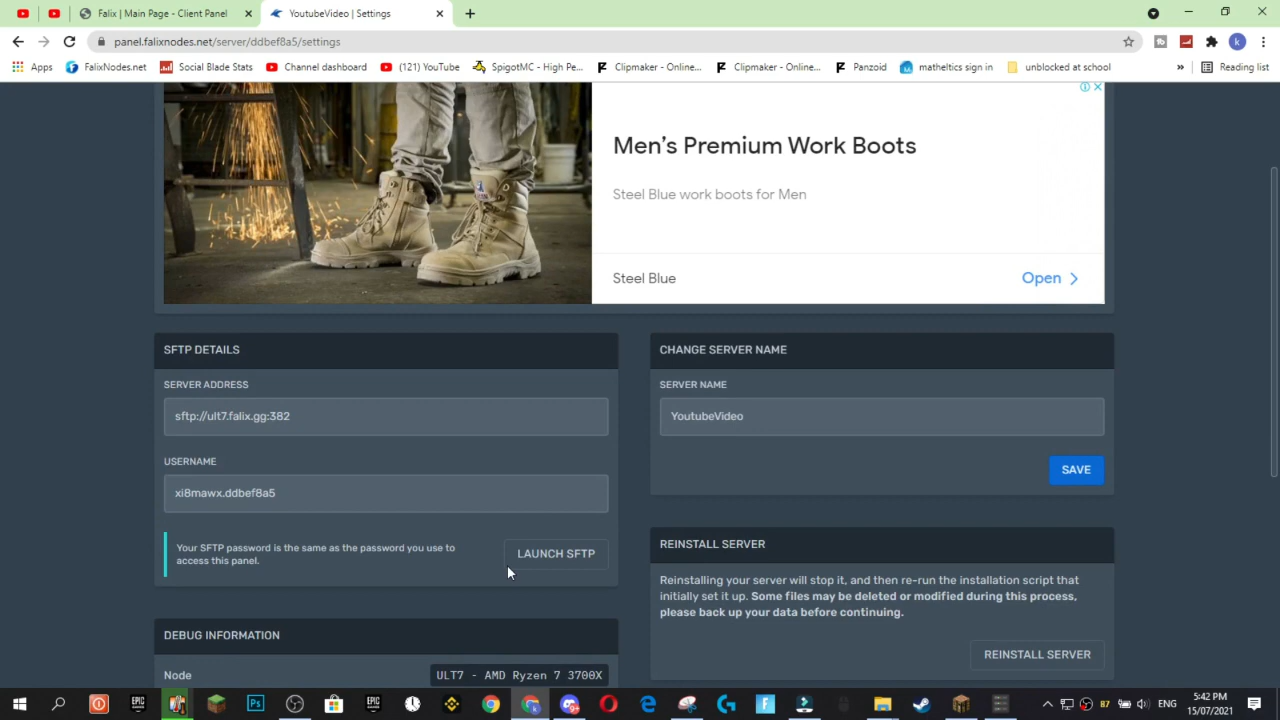 Falix | Main Page - Client Panel
YoutubeVideo | Settings
panel.falixnodes.net/server/ddbef8a5/settings
k
Apps
FalixNodes.net
Social Blade Stats
Channel dashboard
(121) YouTube
SpigotMC - High Pe...
Clipmaker - Online...
Clipmaker - Online...
Panzoid
matheltics sign in
unblocked at school
»
Reading list
Men's Premium Work Boots
Steel Blue work boots for Men
Steel Blue
Open
SFTP DETAILS
SERVER ADDRESS
sftp://ult7.falix.gg:382
USERNAME
xi8mawx.ddbef8a5
Your SFTP password is the same as the password you use to
access this panel.
LAUNCH SFTP
DEBUG INFORMATION
Node
ULT7 - AMD Ryzen 7 3700X
CHANGE SERVER NAME
SERVER NAME
YoutubeVideo
SAVE
REINSTALL SERVER
Reinstalling your server will stop it, and then re-run the installation script that
initially set it up. Some files may be deleted or modified during this process,
please back up your data before continuing.
REINSTALL SERVER
EPIC
Ps
EPIC
87
ENG
5:42 PM
15/07/2021